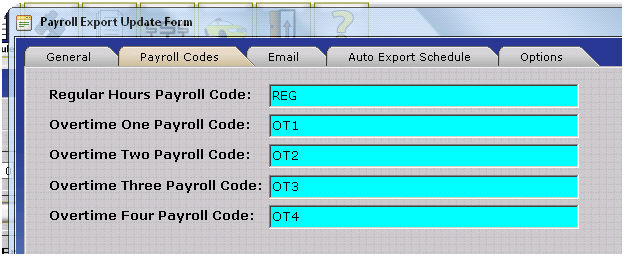 Payroll Export Update Form
General Payroll Codes Email Auto Export Schedule Options
Regular Hours Payroll Code: REG
Overtime One Payroll Code: OT1
Overtime Two Payroll Code: OT2
Overtime Three Payroll Code: OT3
Overtime Four Payroll Code: OT4